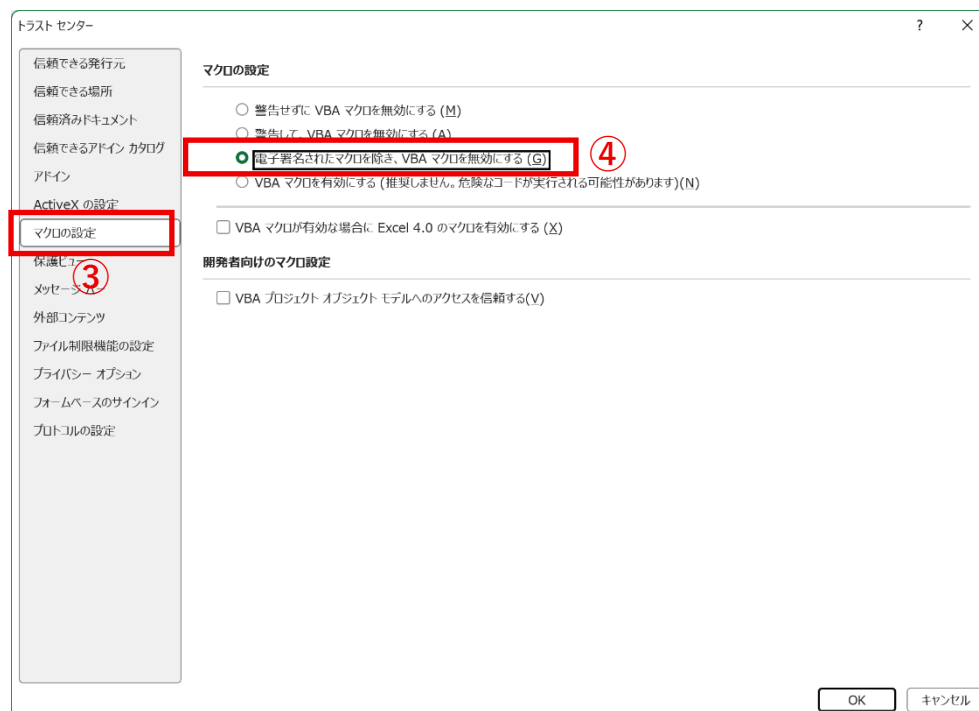 トラスト センター
? ×
信頼できる発行元
信頼できる場所
信頼済みドキュメント
信頼できるアドイン カタログ
アドイン
ActiveX の設定
マクロの設定
保護ビュー
メッセージ バー
外部コンテンツ
ファイル制限機能の設定
プライバシー オプション
フォームベースのサインイン
プロトコルの設定
③
マクロの設定
警告せずに VBA マクロを無効にする (M)
警告して、VBA マクロを無効にする (A)
電子署名されたマクロを除き、VBA マクロを無効にする (G)
④
VBA マクロを有効にする (推奨しません。危険なコードが実行される可能性があります)(N)
VBA マクロが有効な場合に Excel 4.0 のマクロを有効にする (X)
開発者向けのマクロ設定
VBA プロジェクト オブジェクト モデルへのアクセスを信頼する(V)
OK
キャンセル